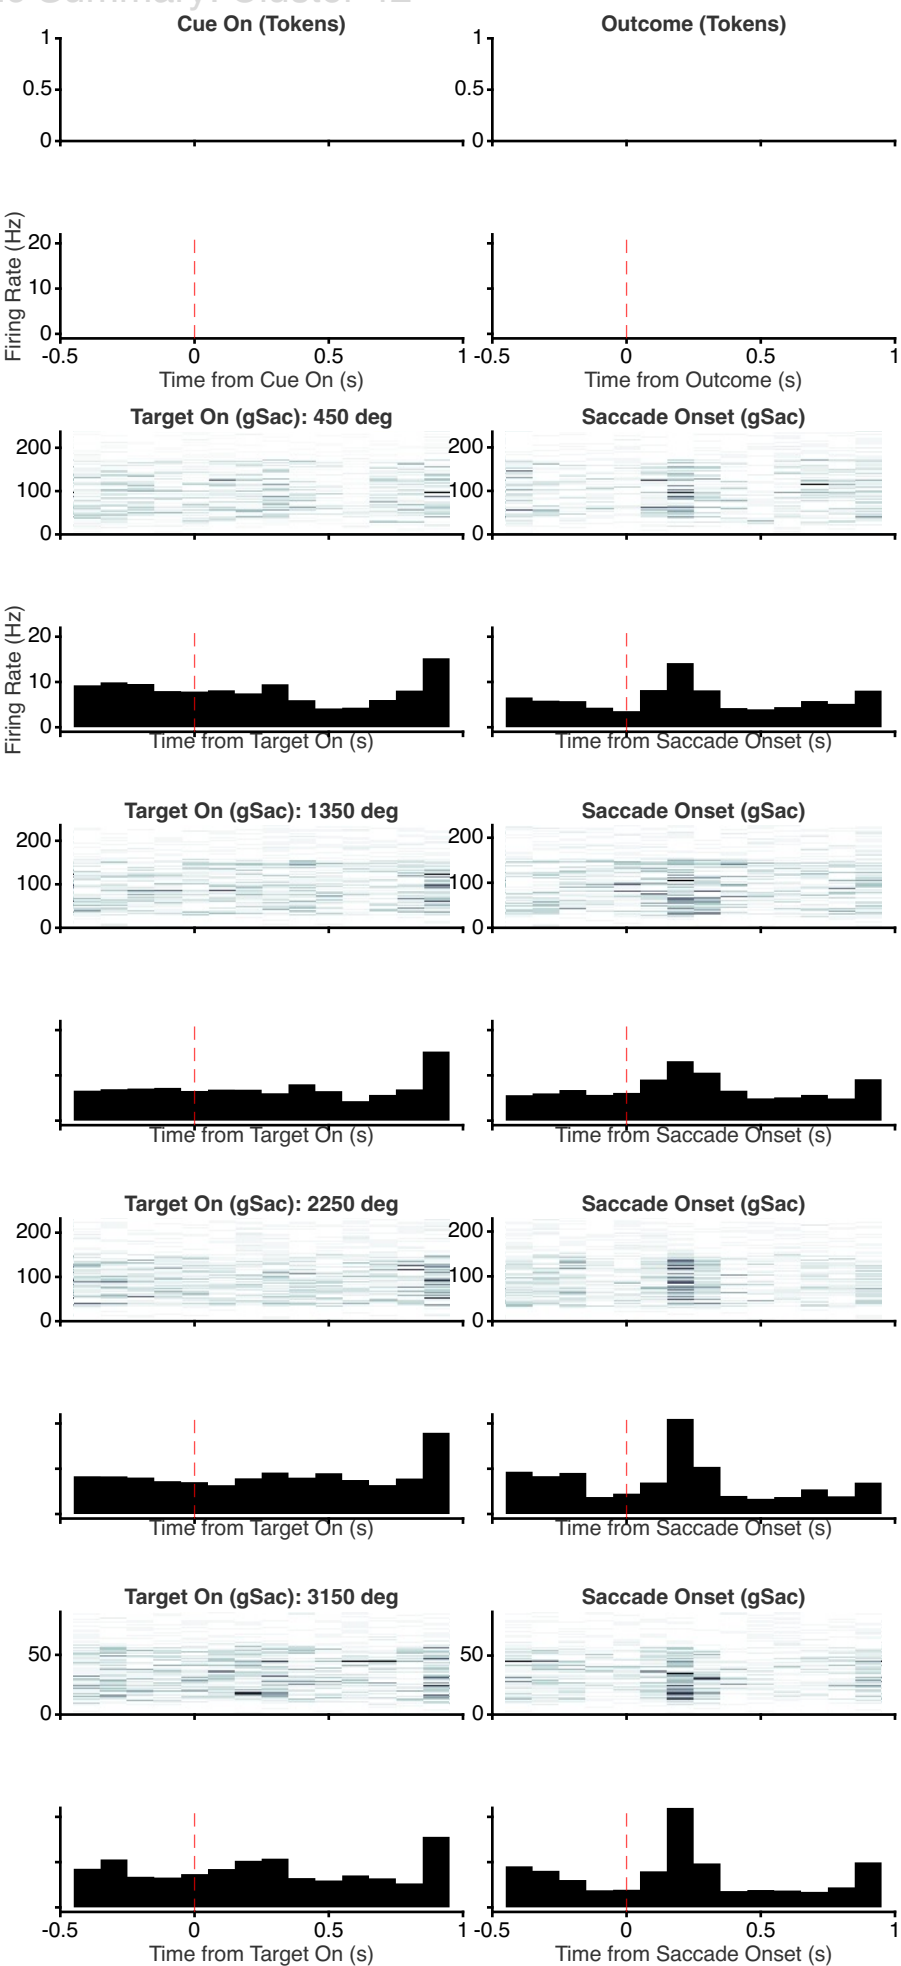 Summary: Cluster 42
Cue On (Tokens) Outcome (Tokens)
1 1
0.5 0.5
0 0
Firing Rate (Hz)
20
10
0
-0.5 0 0.5 1 -0.5 0 0.5 1
Time from Cue On (s) Time from Outcome (s)
Target On (gSac): 450 deg Saccade Onset (gSac)
200 200
100 100
0 0
Firing Rate (Hz)
20
10
0
Time from Target On (s) Time from Saccade Onset (s)
Target On (gSac): 1350 deg Saccade Onset (gSac)
200 200
100 100
0 0
Time from Target On (s) Time from Saccade Onset (s)
Target On (gSac): 2250 deg Saccade Onset (gSac)
200 200
100 100
0 0
Time from Target On (s) Time from Saccade Onset (s)
Target On (gSac): 3150 deg Saccade Onset (gSac)
50 50
0 0
-0.5 0 0.5 1 -0.5 0 0.5 1
Time from Target On (s) Time from Saccade Onset (s)